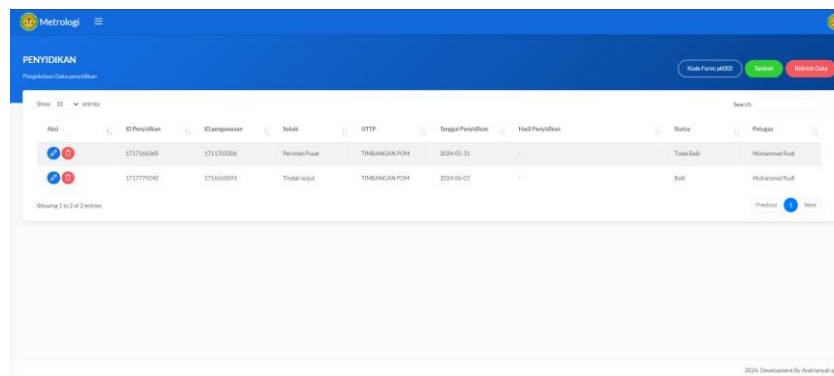 Metrologi
PENYIDIKAN
Pengelolaan Data penyidikan
Kode Form: pk002 Tambah Refresh Data
Show 10 entries Search:
Aksi ID Penyidikan ID pengawasan Sebab UTTP Tanggal Penyidikan Hasil Penyidikan Status Petugas
1717166360 1711703206 Perintah Pusat TIMBANGAN POM 2024-05-31 - Tidak Baik Muhammad Rudi
1717779240 1716610893 Tindak lanjut TIMBANGAN POM 2024-06-07 - Baik Muhammad Rudi
Showing 1 to 2 of 2 entries Previous 1 Next
2024, Development By Andriansyah